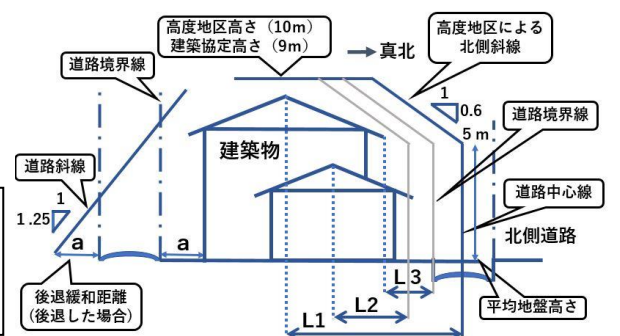 高度地区高さ（10m）
建築協定高さ（9m）
真北
高度地区による
北側斜線
道路境界線
1
0.6
5 m
道路境界線
建築物
道路斜線
1
1.25
道路中心線
北側道路
a
a
後退緩和距離
(後退した場合)
L3
L2
L1
平均地盤高さ